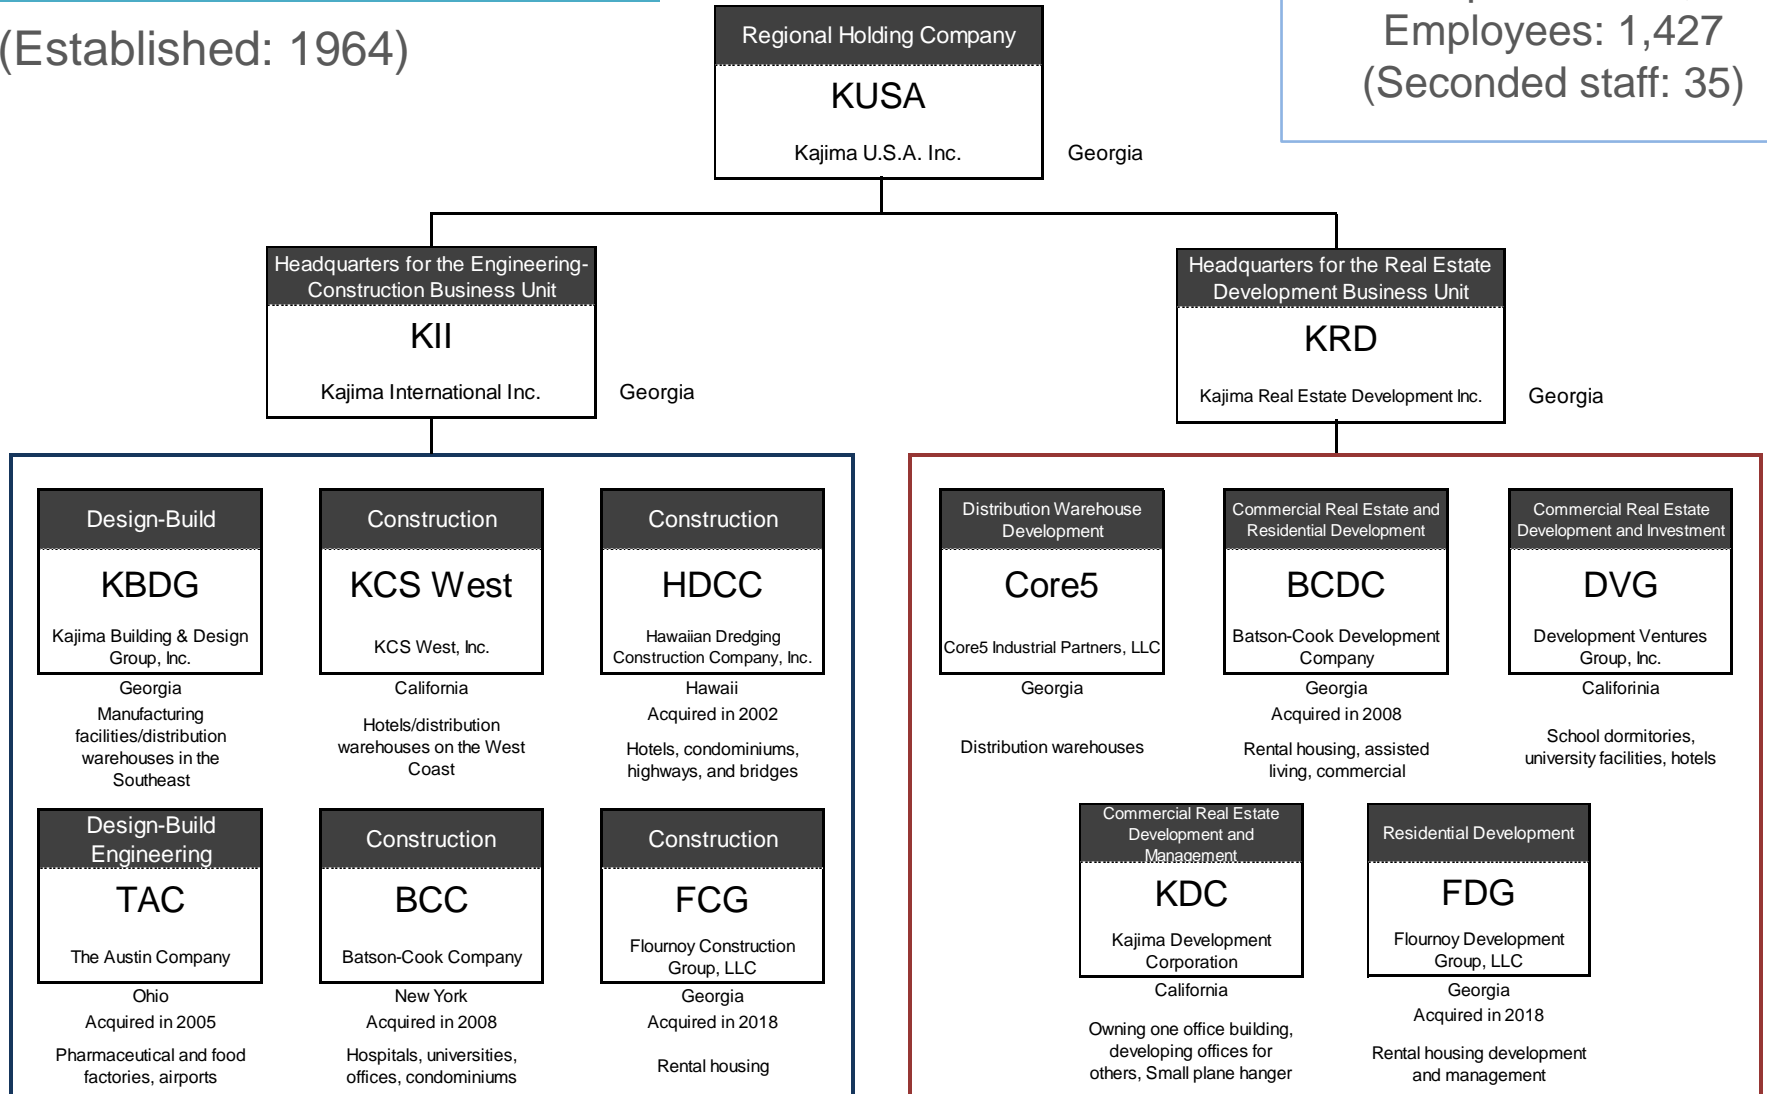 (Established: 1964)
Employees: 1,427
(Seconded staff: 35)
Regional Holding Company
KUSA
Kajima U.S.A. Inc.
Georgia
Headquarters for the Engineering-
Construction Business Unit
KII
Kajima International Inc.
Georgia
Headquarters for the Real Estate
Development Business Unit
KRD
Kajima Real Estate Development Inc.
Georgia
Design-Build
KBDG
Kajima Building & Design
Group, Inc.
Georgia
Manufacturing
facilities/distribution
warehouses in the
Southeast
Construction
KCS West
KCS West, Inc.
California
Hotels/distribution
warehouses on the West
Coast
Construction
HDCC
Hawaiian Dredging
Construction Company, Inc.
Hawaii
Acquired in 2002
Hotels, condominiums,
highways, and bridges
Design-Build
Engineering
TAC
The Austin Company
Ohio
Acquired in 2005
Pharmaceutical and food
factories, airports
Construction
BCC
Batson-Cook Company
New York
Acquired in 2008
Hospitals, universities,
offices, condominiums
Construction
FCG
Flournoy Construction
Group, LLC
Georgia
Acquired in 2018
Rental housing
Distribution Warehouse
Development
Core5
Core5 Industrial Partners, LLC
Georgia
Distribution warehouses
Commercial Real Estate and
Residential Development
BCDC
Batson-Cook Development
Company
Georgia
Acquired in 2008
Rental housing, assisted
living, commercial
Commercial Real Estate
Development and Investment
DVG
Development Ventures
Group, Inc.
Califorinia
School dormitories,
university facilities, hotels
Commercial Real Estate
Development and
Management
KDC
Kajima Development
Corporation
California
Owning one office building,
developing offices for
others, Small plane hanger
Residential Development
FDG
Flournoy Development
Group, LLC
Georgia
Acquired in 2018
Rental housing development
and management